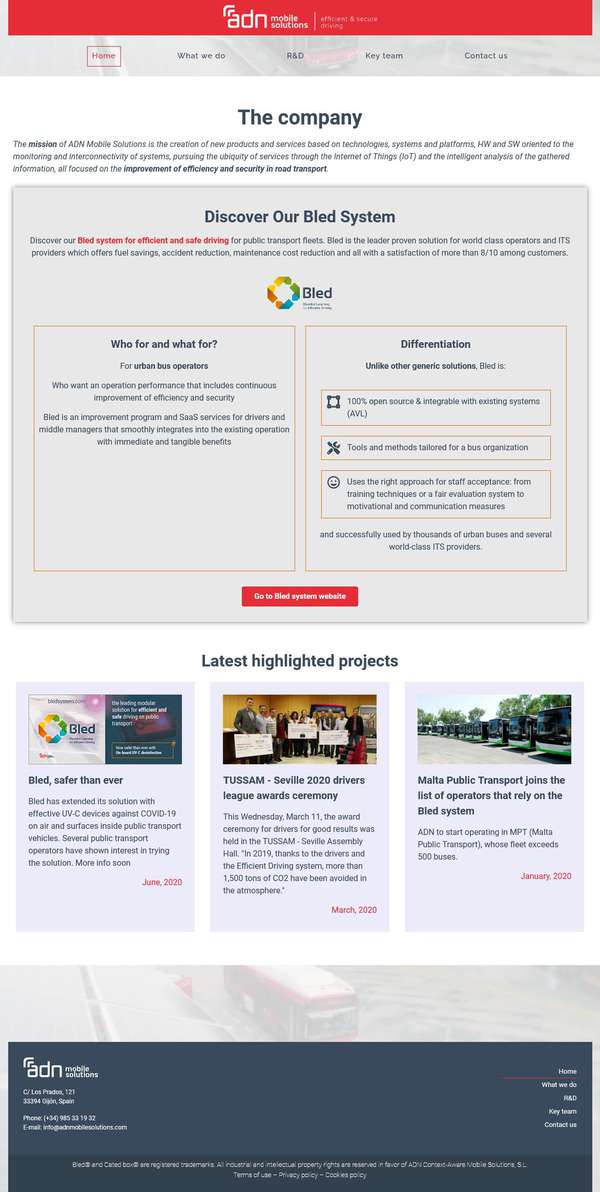 adn mobile solutions efficient & secure driving
Home What we do R&D Key team Contact us
The company
The mission of ADN Mobile Solutions is the creation of new products and services based on technologies, systems and platforms, HW and SW oriented to the
monitoring and interconnectivity of systems, pursuing the ubiquity of services through the Internet of Things (IoT) and the intelligent analysis of the gathered
information, all focused on the improvement of efficiency and security in road transport.
Discover Our Bled System
Discover our Bled system for efficient and safe driving for public transport fleets. Bled is the leader proven solution for world class operators and ITS
providers which offers fuel savings, accident reduction, maintenance cost reduction and all with a satisfaction of more than 8/10 among customers.
Bled
Blended Learning
for Efficient Driving
Who for and what for?
For urban bus operators
Who want an operation performance that includes continuous
improvement of efficiency and security
Bled is an improvement program and SaaS services for drivers and
middle managers that smoothly integrates into the existing operation
with immediate and tangible benefits
Differentiation
Unlike other generic solutions, Bled is:
100% open source & integrable with existing systems
(AVL)
Tools and methods tailored for a bus organization
Uses the right approach for staff acceptance: from
training techniques or a fair evaluation system to
motivational and communication measures
and successfully used by thousands of urban buses and several
world-class ITS providers.
Go to Bled system website
Latest highlighted projects
bledsystem.com
the leading modular
solution for efficient and
safe driving on public
transport
Bled
Now safer than ever with
On board UV-C disinfection
Bled, safer than ever
Bled has extended its solution with
effective UV-C devices against COVID-19
on air and surfaces inside public transport
vehicles. Several public transport
operators have shown interest in trying
the solution. More info soon
June, 2020
TUSSAM - Seville 2020 drivers
league awards ceremony
This Wednesday, March 11, the award
ceremony for drivers for good results was
held in the TUSSAM - Seville Assembly
Hall. "In 2019, thanks to the drivers and
the Efficient Driving system, more than
1,500 tons of CO2 have been avoided in
the atmosphere."
March, 2020
Malta Public Transport joins the
list of operators that rely on the
Bled system
ADN to start operating in MPT (Malta
Public Transport), whose fleet exceeds
500 buses.
January, 2020
adn mobile solutions
C/ Los Prados, 121
33394 Gijón, Spain
Phone: (+34) 985 33 19 32
E-mail: info@adnmobilesolutions.com
Home
What we do
R&D
Key team
Contact us
Bled® and Cated box® are registered trademarks. All industrial and intellectual property rights are reserved in favor of ADN Context-Aware Mobile Solutions, S.L.
Terms of use – Privacy policy – Cookies policy